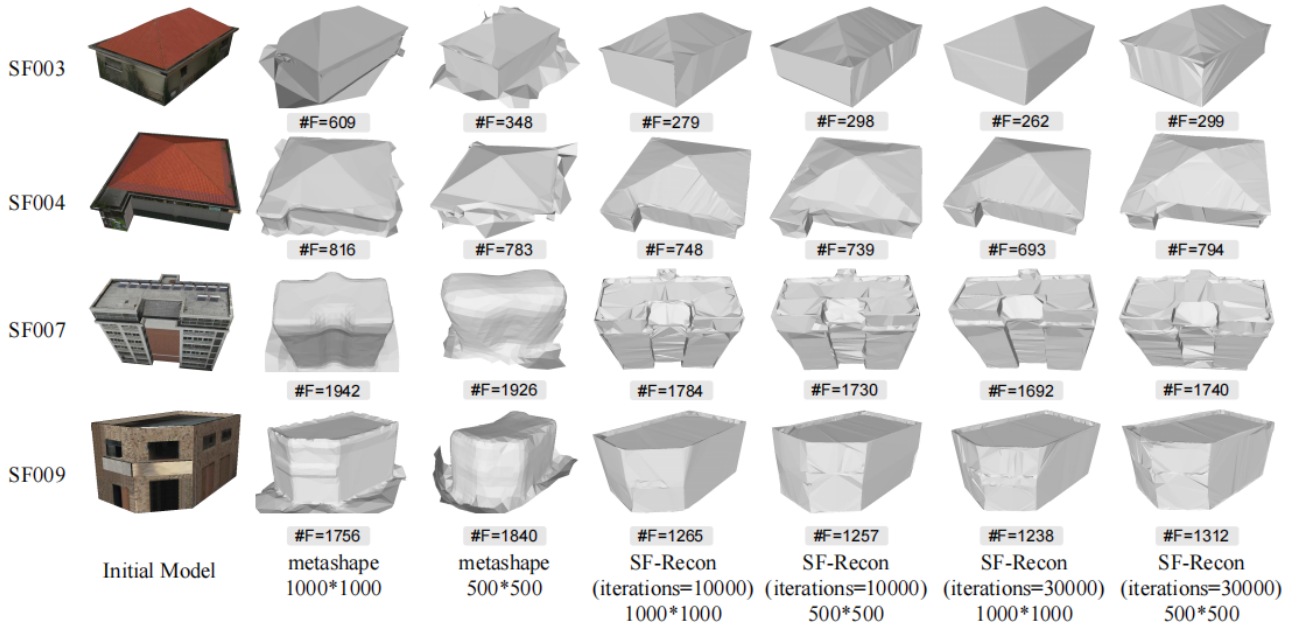 SF003
#F=609
#F=348
#F=279
#F=298
#F=262
#F=299
SF004
#F=816
#F=783
#F=748
#F=739
#F=693
#F=794
SF007
#F=1942
#F=1926
#F=1784
#F=1730
#F=1692
#F=1740
SF009
#F=1756
#F=1840
#F=1265
#F=1257
#F=1238
#F=1312
Initial Model
metashape
1000*1000
metashape
500*500
SF-Recon
(iterations=10000)
1000*1000
SF-Recon
(iterations=10000)
500*500
SF-Recon
(iterations=30000)
1000*1000
SF-Recon
(iterations=30000)
500*500